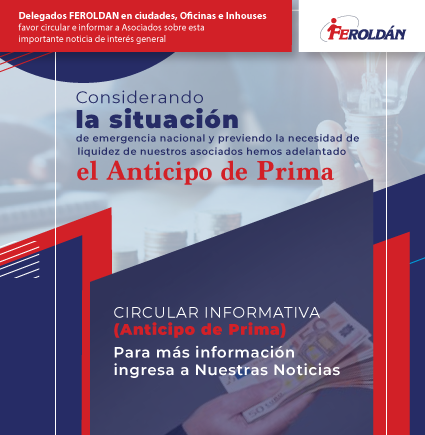 Delegados FEROLDAN en ciudades, Oficinas e Inhouses
favor circular e informar a Asociados sobre esta
importante noticia de interés general
FEROLDÁN
Considerando
la situación
de emergencia nacional y previendo la necesidad de
liquidez de nuestros asociados hemos adelantado
el Anticipo de Prima
CIRCULAR INFORMATIVA
(Anticipo de Prima)
Para más información
ingresa a Nuestras Noticias